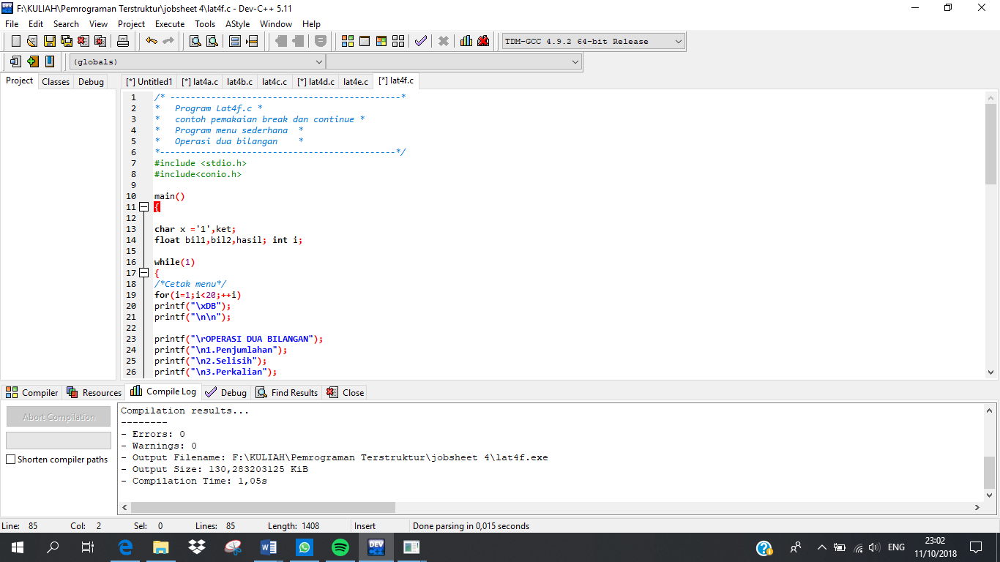 F:\KULIAH\Pemrograman Terstruktur\jobsheet 4\lat4f.c - Dev-C++ 5.11
File Edit Search View Project Execute Tools AStyle Window Help
TDM-GCC 4.9.2 64-bit Release
(globals)
Project Classes Debug
[*] Untitled1 [*] lat4a.c lat4b.c lat4c.c [*] lat4d.c lat4e.c [*] lat4f.c
1 /* ---------------------------------------------*
2 * Program Lat4f.c *
3 * contoh pemakaian break dan continue *
4 * Program menu sederhana *
5 * Operasi dua bilangan *
6 *----------------------------------------------*/
7 #include <stdio.h>
8 #include<conio.h>
9
10 main()
11 {
12
13 char x ='1',ket;
14 float bil1,bil2,hasil; int i;
15
16 while(1)
17 {
18 /*Cetak menu*/
19 for(i=1;i<20;++i)
20 printf("\xDB");
21 printf("\n\n");
22
23 printf("\rOPERASI DUA BILANGAN");
24 printf("\n1.Penjumlahan");
25 printf("\n2.Selisih");
26 printf("\n3.Perkalian");
Compiler Resources Compile Log Debug Find Results Close
Abort Compilation
Shorten compiler paths
Compilation results...
--------
- Errors: 0
- Warnings: 0
- Output Filename: F:\KULIAH\Pemrograman Terstruktur\jobsheet 4\lat4f.exe
- Output Size: 130,283203125 KiB
- Compilation Time: 1,05s
Line: 85 Col: 2 Sel: 0 Lines: 85 Length: 1408 Insert Done parsing in 0,015 seconds
DEV
ENG
23:02
11/10/2018